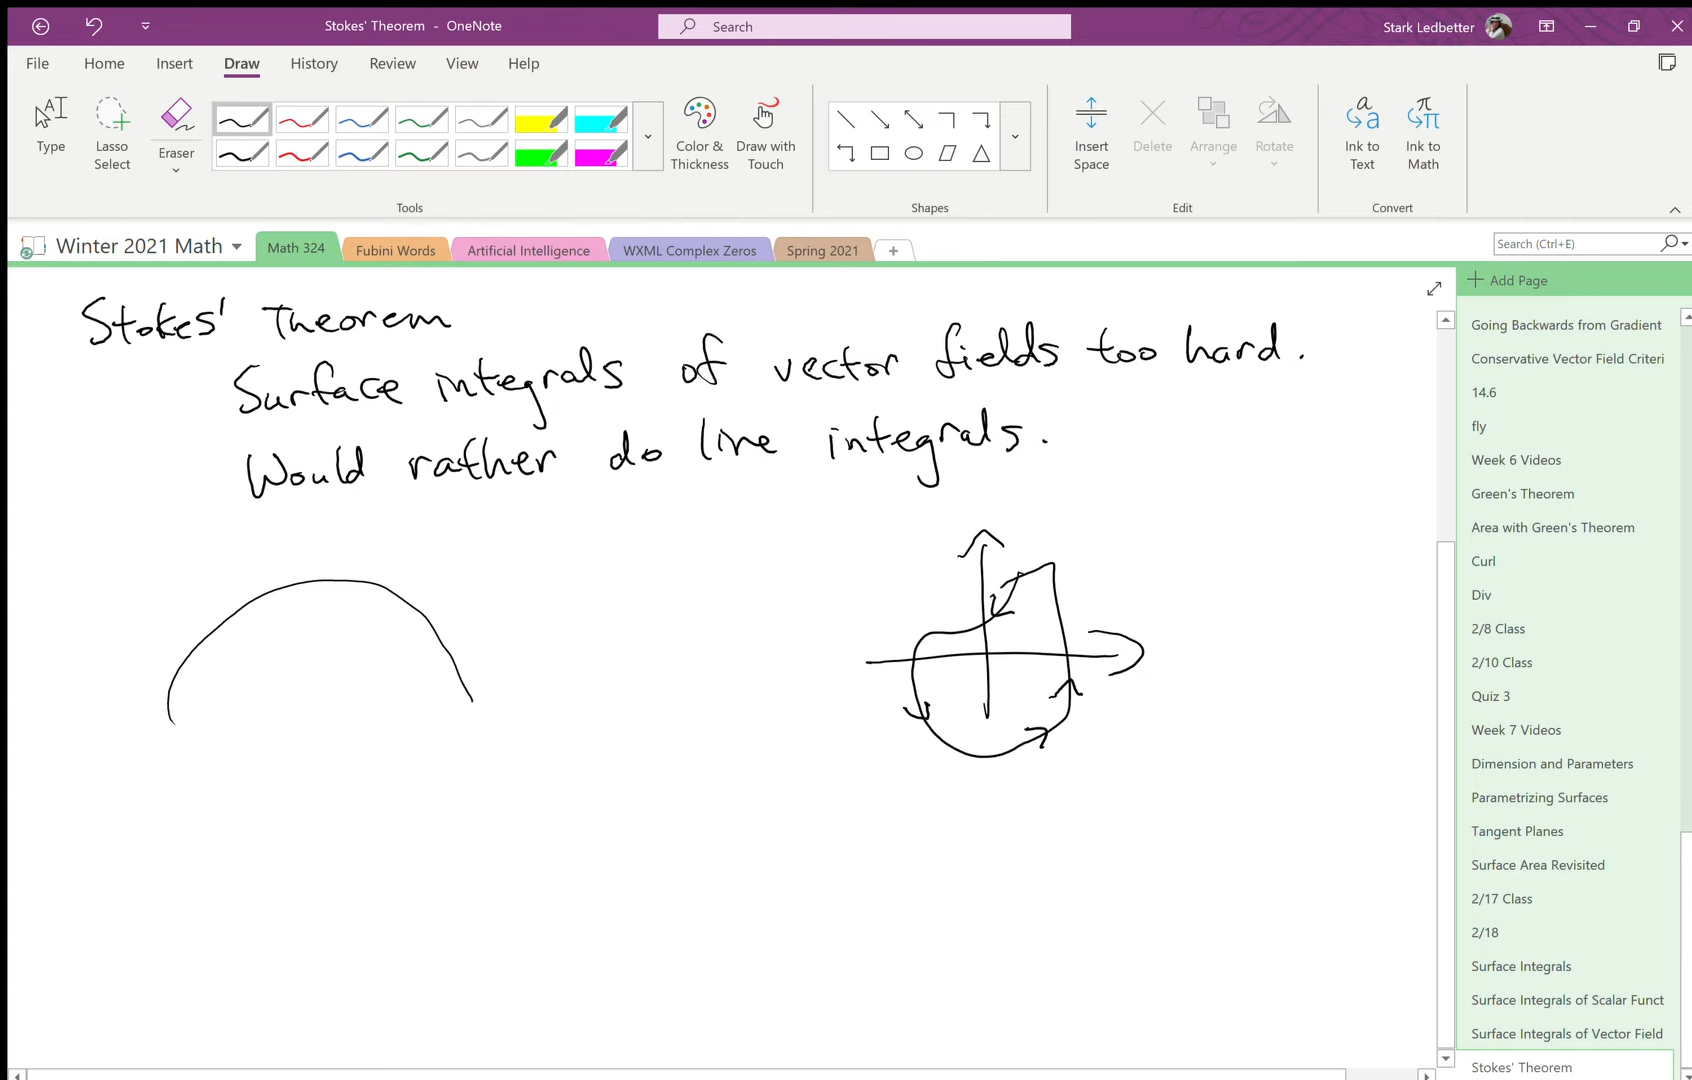 Stokes' Theorem - OneNote
Search
Stark Ledbetter
File Home Insert Draw History Review View Help
Type
Lasso Select
Eraser
Color & Thickness
Draw with Touch
Insert Space
Delete
Arrange
Rotate
Ink to Text
Ink to Math
Tools
Shapes
Edit
Convert
Winter 2021 Math
Math 324
Fubini Words
Artificial Intelligence
WXML Complex Zeros
Spring 2021
Search (Ctrl+E)
Stokes' Theorem
Surface integrals of vector fields too hard.
Would rather do line integrals.
Add Page
Going Backwards from Gradient
Conservative Vector Field Criteri
14.6
fly
Week 6 Videos
Green's Theorem
Area with Green's Theorem
Curl
Div
2/8 Class
2/10 Class
Quiz 3
Week 7 Videos
Dimension and Parameters
Parametrizing Surfaces
Tangent Planes
Surface Area Revisited
2/17 Class
2/18
Surface Integrals
Surface Integrals of Scalar Funct
Surface Integrals of Vector Field
Stokes' Theorem